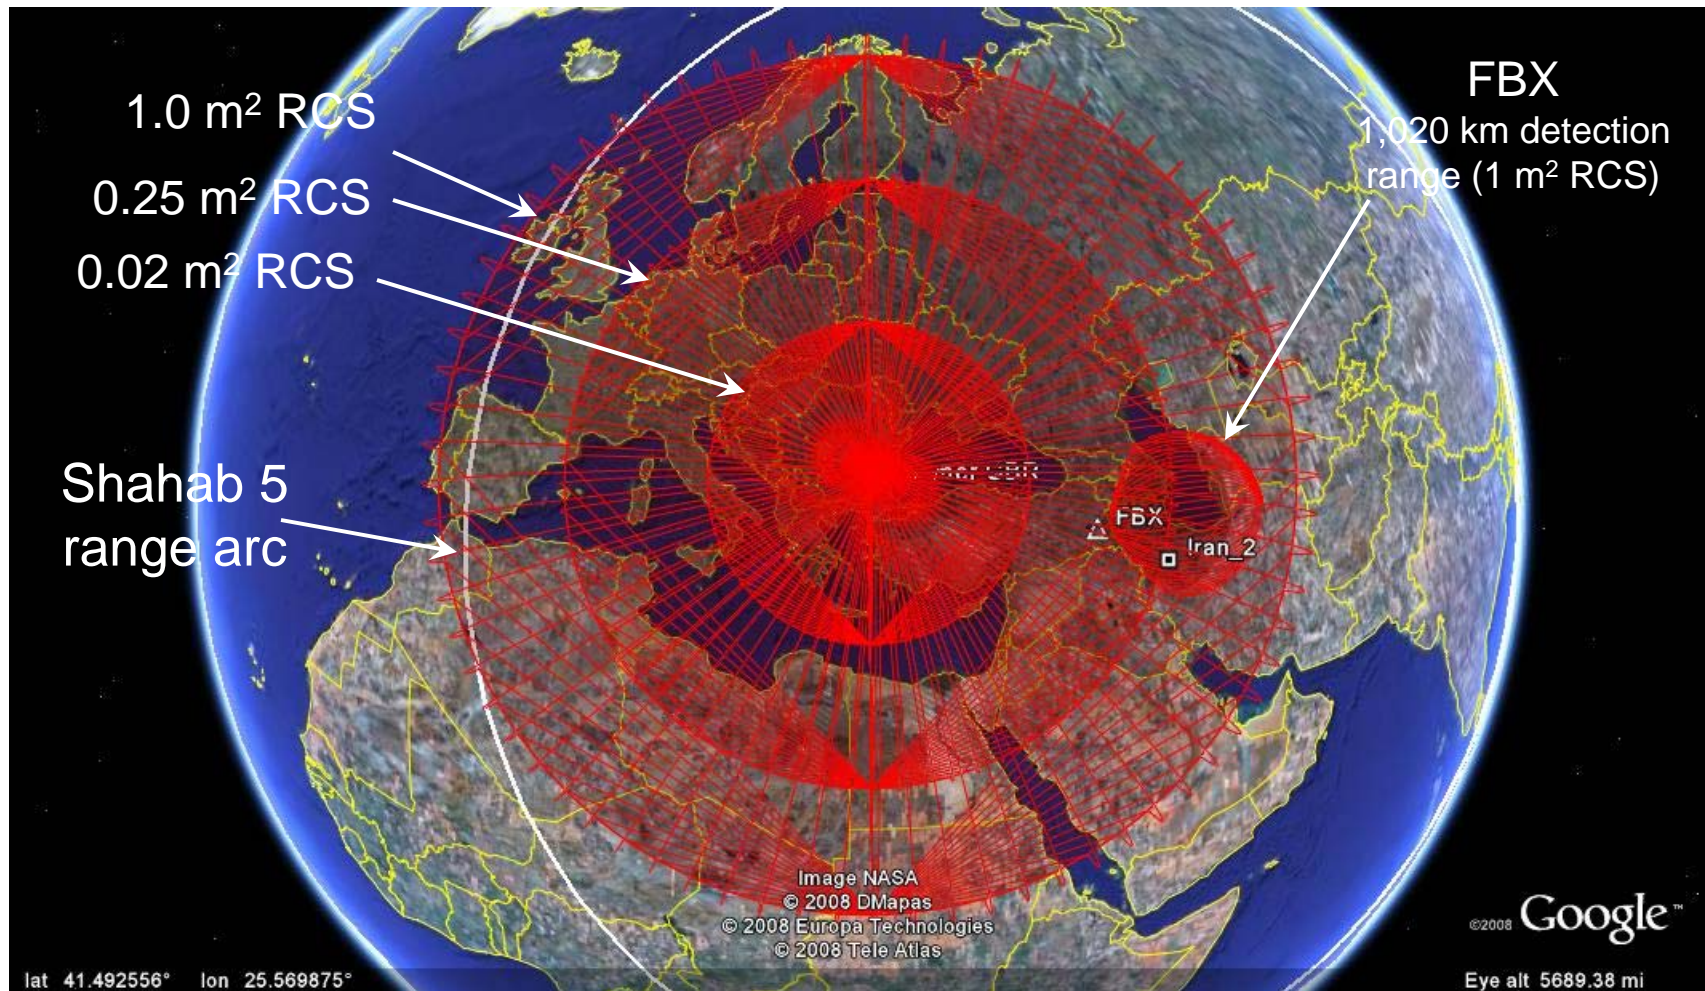 1.0 m² RCS
0.25 m² RCS
0.02 m² RCS
FBX
1,020 km detection
range (1 m² RCS)
Shahab 5
range arc
FBX
Iran_2
Image NASA
© 2008 DMapas
© 2008 Europa Technologies
© 2008 Tele Atlas
©2008 Google™
lat 41.492556° lon 25.569875°
Eye alt 5689.38 mi